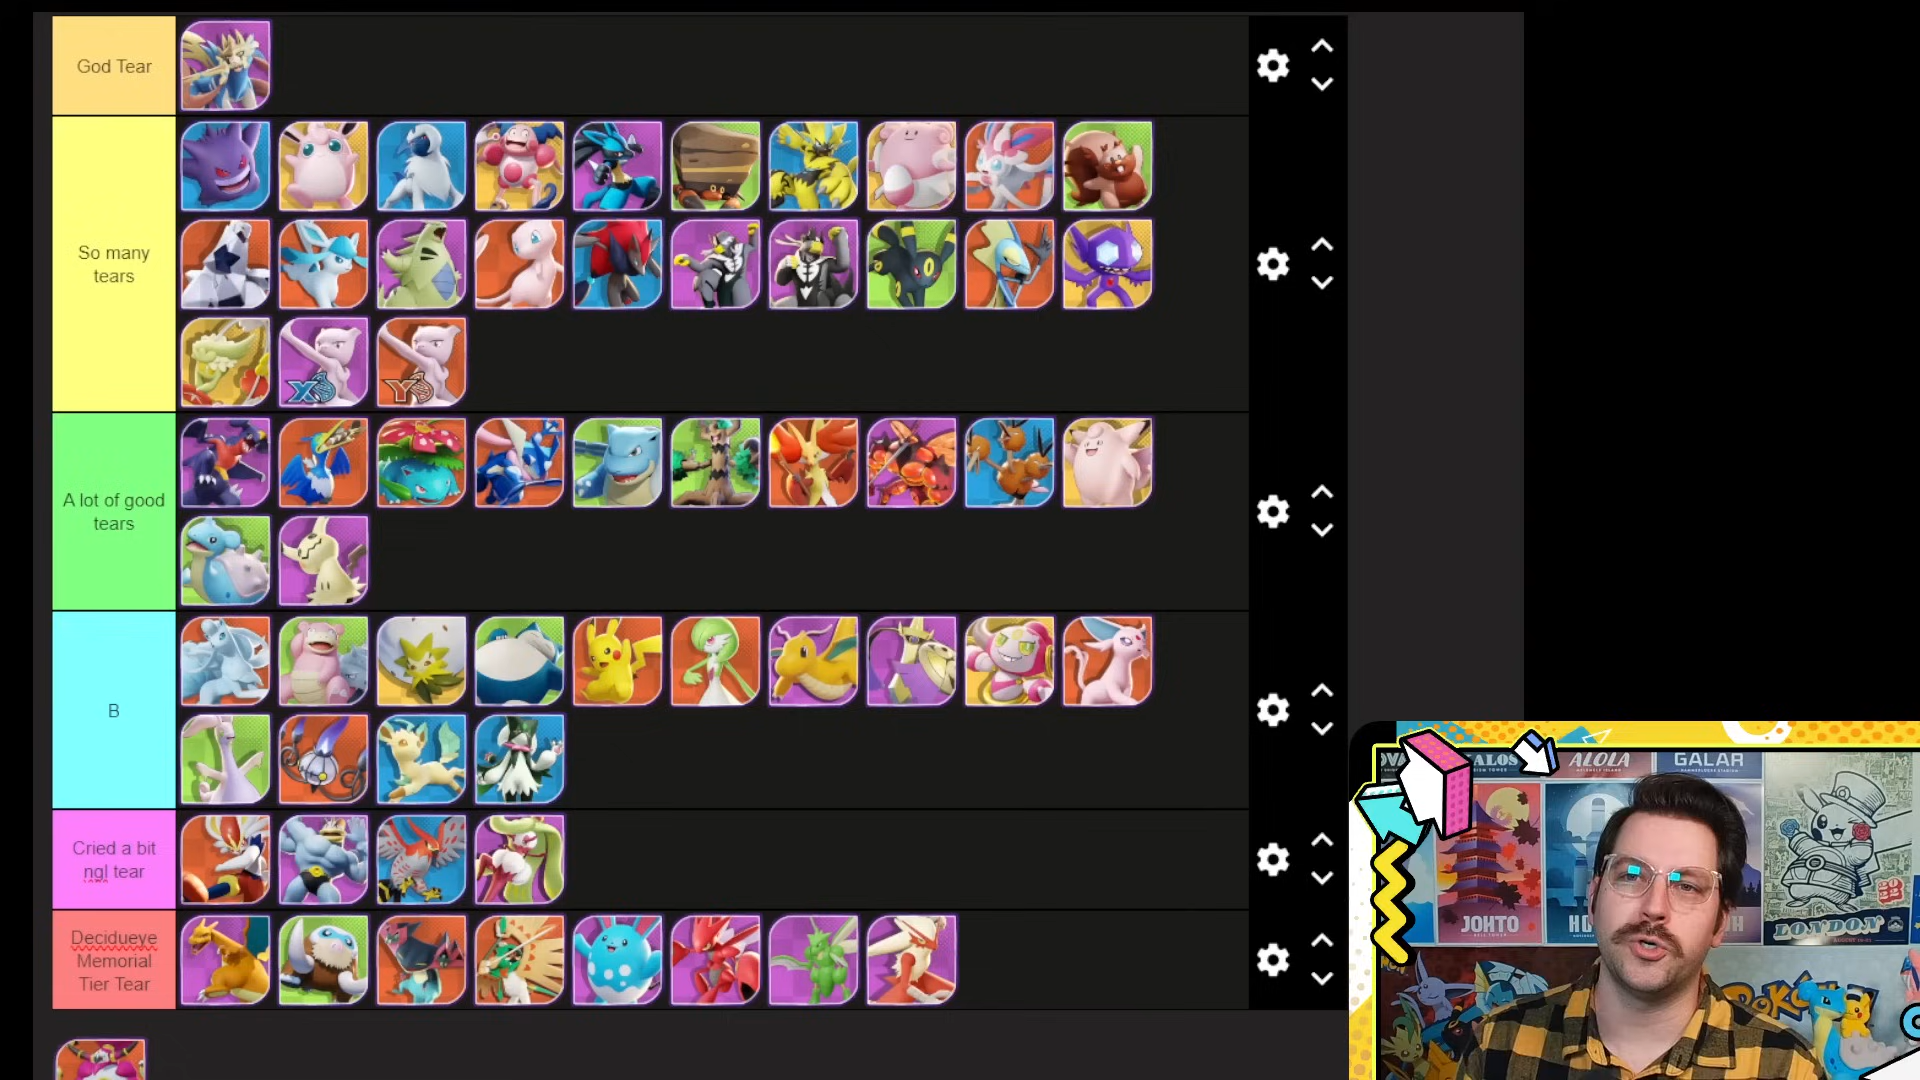 God Tear
So many
tears
X
Y
A lot of good
tears
B
Cried a bit
ngl tear
Decidueye
Memorial
Tier Tear
ALOLA
GALAR
JOHTO
LONDON